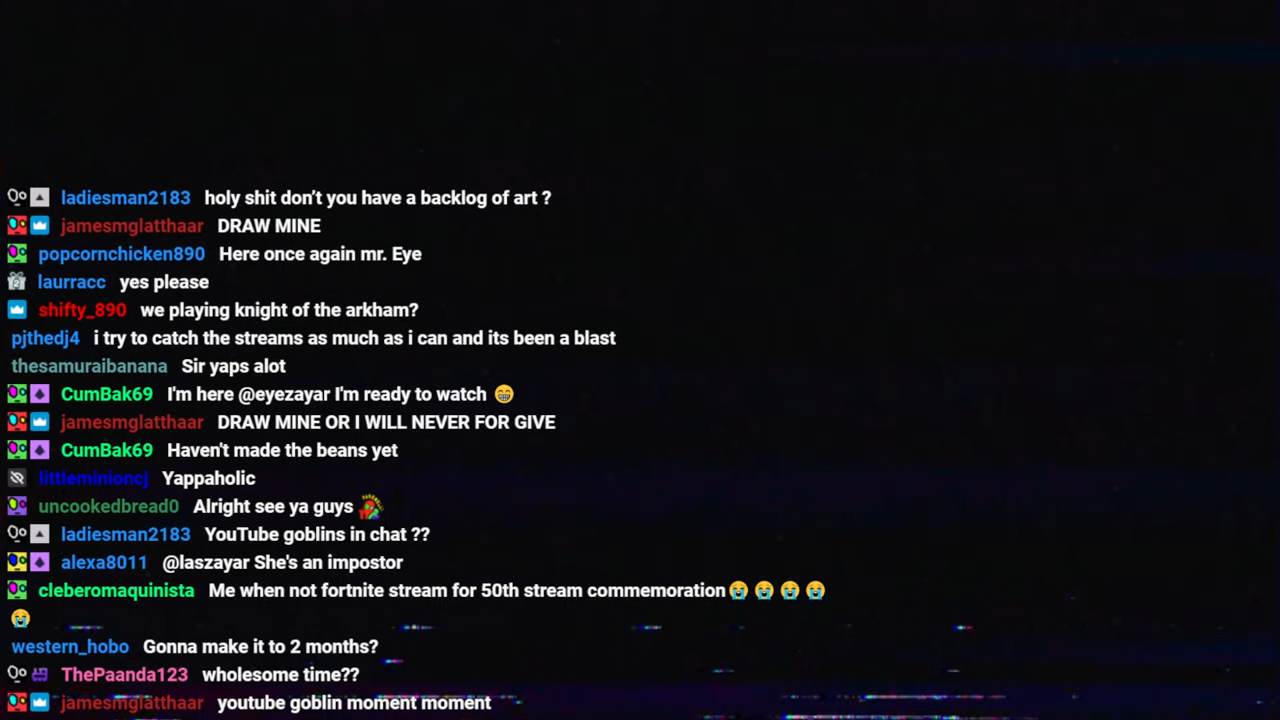 ladiesman2183 holy shit don't you have a backlog of art ?
jamesmglatthaar DRAW MINE
popcornchicken890 Here once again mr. Eye
laurracc yes please
shifty_890 we playing knight of the arkham?
pjthedj4 i try to catch the streams as much as i can and its been a blast
thesamuraibanana Sir yaps alot
CumBak69 I'm here @eyezayar I'm ready to watch 😁
jamesmglatthaar DRAW MINE OR I WILL NEVER FOR GIVE
CumBak69 Haven't made the beans yet
littleminioncj Yappaholic
uncookedbread0 Alright see ya guys
ladiesman2183 YouTube goblins in chat ??
alexa8011 @laszayar She's an impostor
cleberomaquinista Me when not fortnite stream for 50th stream commemoration😭😭😭😭
😭
western_hobo Gonna make it to 2 months?
ThePaanda123 wholesome time??
jamesmglatthaar youtube goblin moment moment